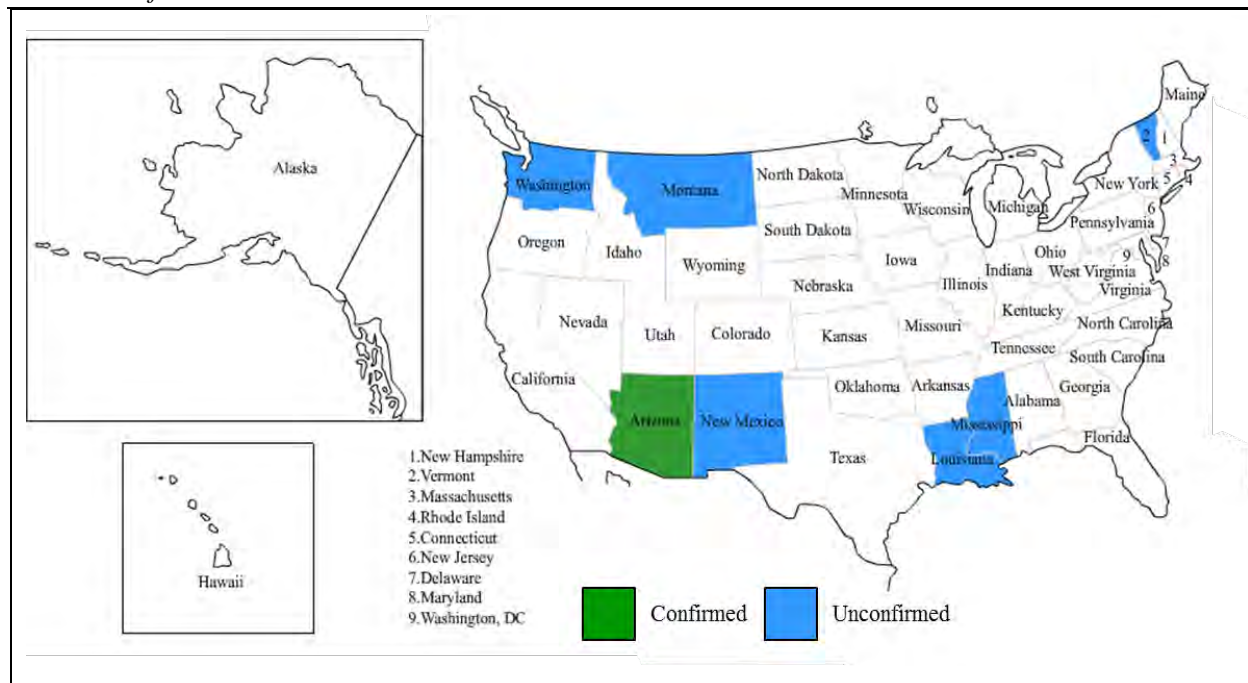 Alaska
Hawaii
Maine
Washington
Montana
North Dakota
Minnesota
Oregon
Idaho
South Dakota
Wisconsin
Michigan
New York
Wyoming
Iowa
Nebraska
Illinois
Indiana
Ohio
Pennsylvania
West Virginia
Virginia
Nevada
Utah
Colorado
Kansas
Missouri
Kentucky
North Carolina
Tennessee
South Carolina
California
Arizona
New Mexico
Oklahoma
Arkansas
Mississippi
Alabama
Georgia
Texas
Louisiana
Florida
1
2
3
4
5
6
7
8
9
1.New Hampshire
2.Vermont
3.Massachusetts
4.Rhode Island
5.Connecticut
6.New Jersey
7.Delaware
8.Maryland
9.Washington, DC
Confirmed
Unconfirmed